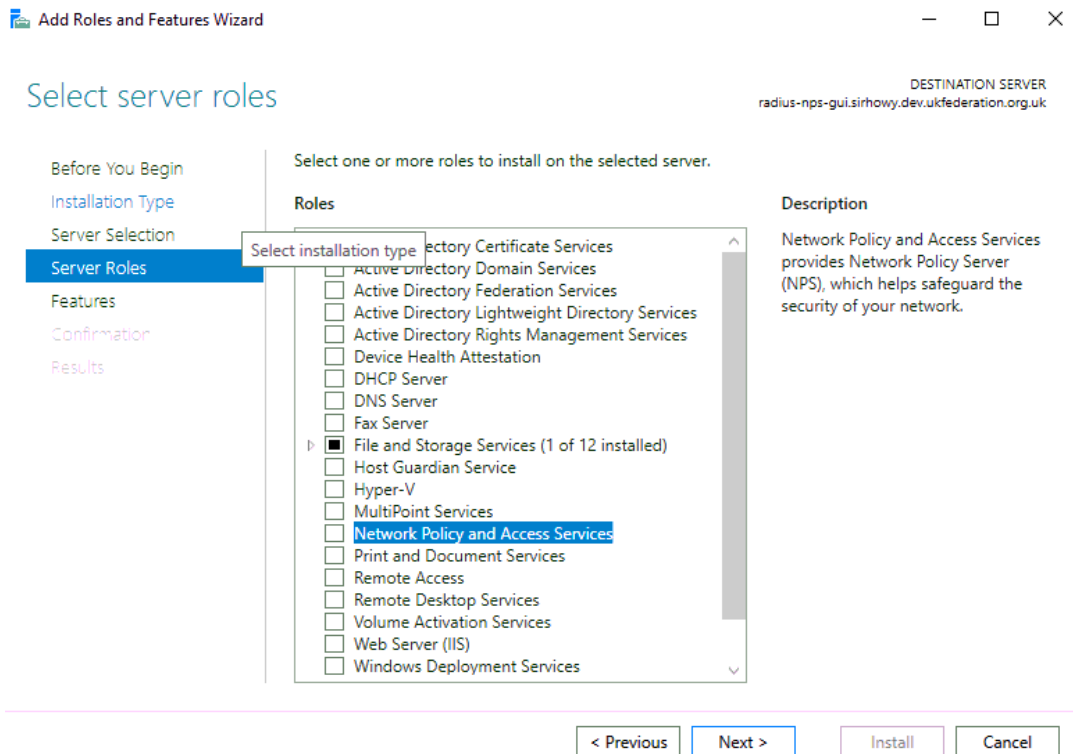 Add Roles and Features Wizard
Select server roles
DESTINATION SERVER
radius-nps-gui.sirhowy.dev.ukfederation.org.uk
Before You Begin
Installation Type
Server Selection
Server Roles
Features
Confirmation
Results
Select installation type
Select one or more roles to install on the selected server.
Roles
ectory Certificate Services
Active Directory Domain Services
Active Directory Federation Services
Active Directory Lightweight Directory Services
Active Directory Rights Management Services
Device Health Attestation
DHCP Server
DNS Server
Fax Server
File and Storage Services (1 of 12 installed)
Host Guardian Service
Hyper-V
MultiPoint Services
Network Policy and Access Services
Print and Document Services
Remote Access
Remote Desktop Services
Volume Activation Services
Web Server (IIS)
Windows Deployment Services
Description
Network Policy and Access Services
provides Network Policy Server
(NPS), which helps safeguard the
security of your network.
< Previous
Next >
Install
Cancel